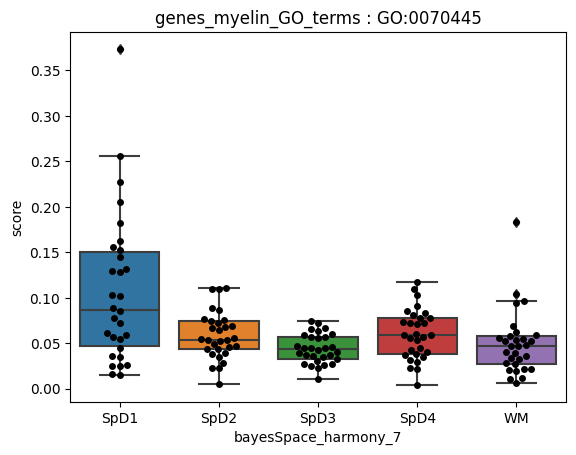 genes_myelin_GO_terms : GO:0070445
0.35
0.30
0.25
0.20
0.15
0.10
0.05
0.00
score
SpD1 SpD2 SpD3 SpD4 WM
bayesSpace_harmony_7